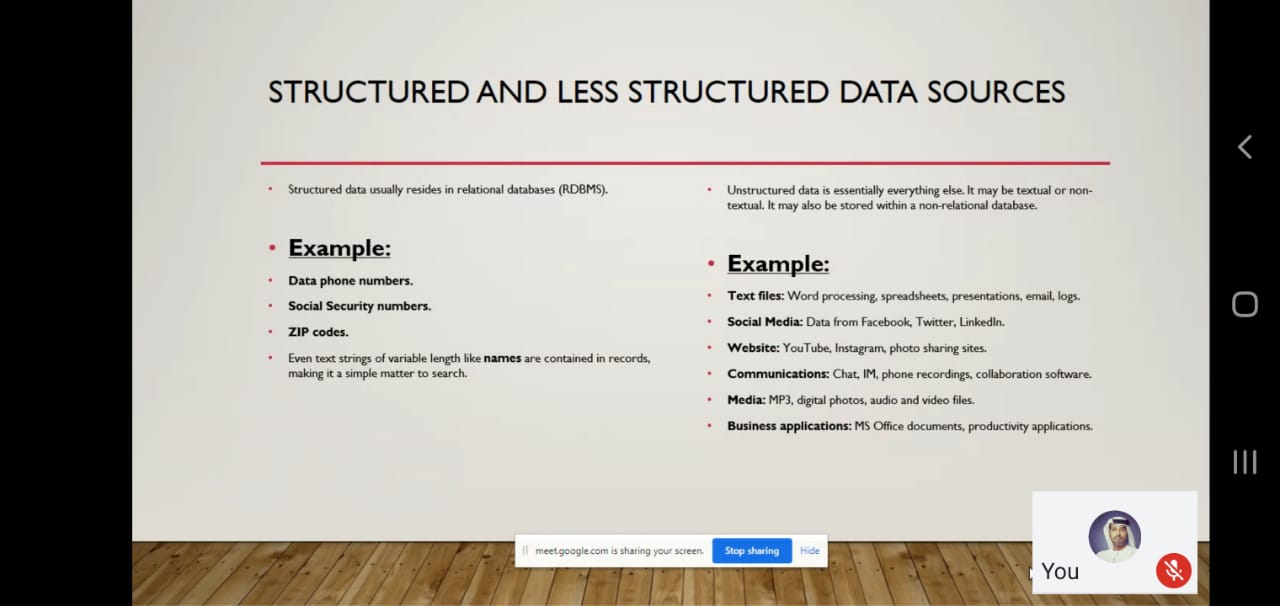 STRUCTURED AND LESS STRUCTURED DATA SOURCES
• Structured data usually resides in relational databases (RDBMS).
• Example:
• Data phone numbers.
• Social Security numbers.
• ZIP codes.
• Even text strings of variable length like names are contained in records,
making it a simple matter to search.
• Unstructured data is essentially everything else. It may be textual or non-
textual. It may also be stored within a non-relational database.
• Example:
• Text files: Word processing, spreadsheets, presentations, email, logs.
• Social Media: Data from Facebook, Twitter, LinkedIn.
• Website: YouTube, Instagram, photo sharing sites.
• Communications: Chat, IM, phone recordings, collaboration software.
• Media: MP3, digital photos, audio and video files.
• Business applications: MS Office documents, productivity applications.
meet.google.com is sharing your screen. Stop sharing Hide
You